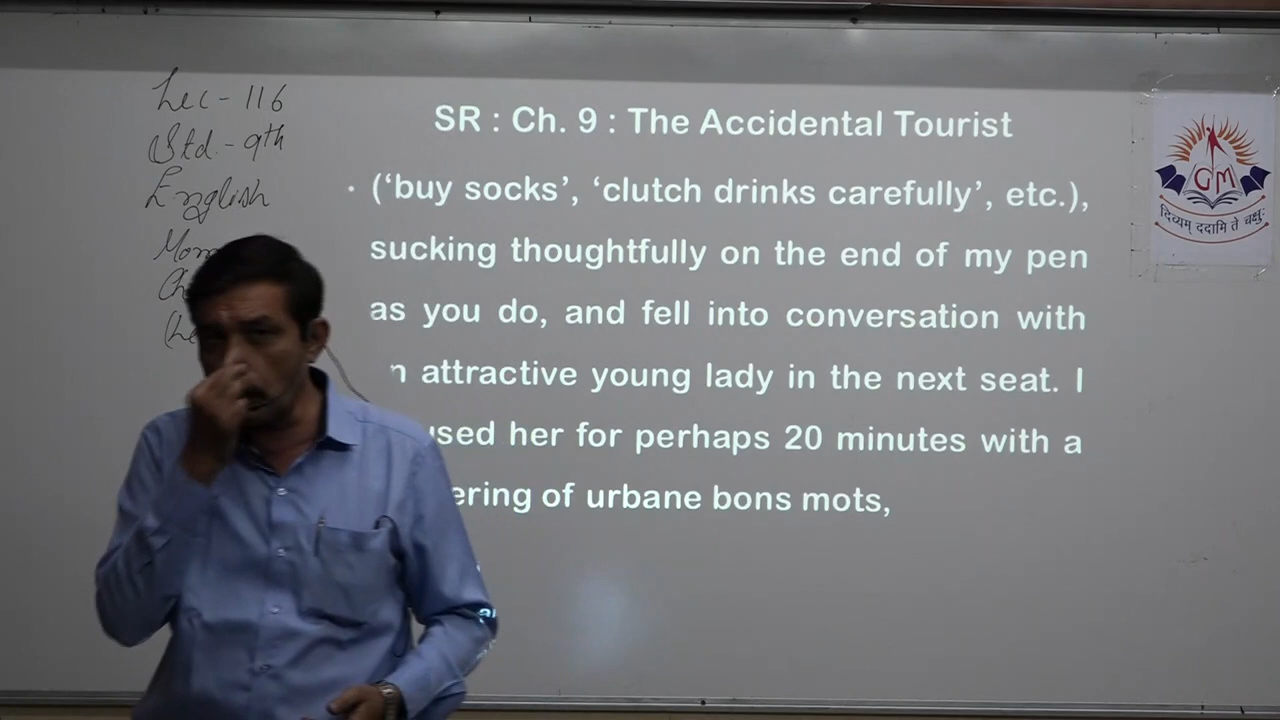 Lec - 116
Std. - 9th
English
SR : Ch. 9 : The Accidental Tourist
• ('buy socks', 'clutch drinks carefully', etc.),
sucking thoughtfully on the end of my pen
as you do, and fell into conversation with
n attractive young lady in the next seat. I
used her for perhaps 20 minutes with a
ering of urbane bons mots,
GM
दिव्यम् ददामि ते चक्षुः